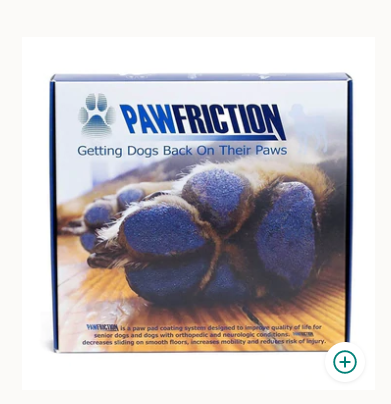 PAWFRICTION
Getting Dogs Back On Their Paws
PAWFRICTION is a paw pad coating system designed to improve quality of life for
senior dogs and dogs with orthopedic and neurologic conditions. PAWFRICTION
decreases sliding on smooth floors, increases mobility and reduces risk of injury.